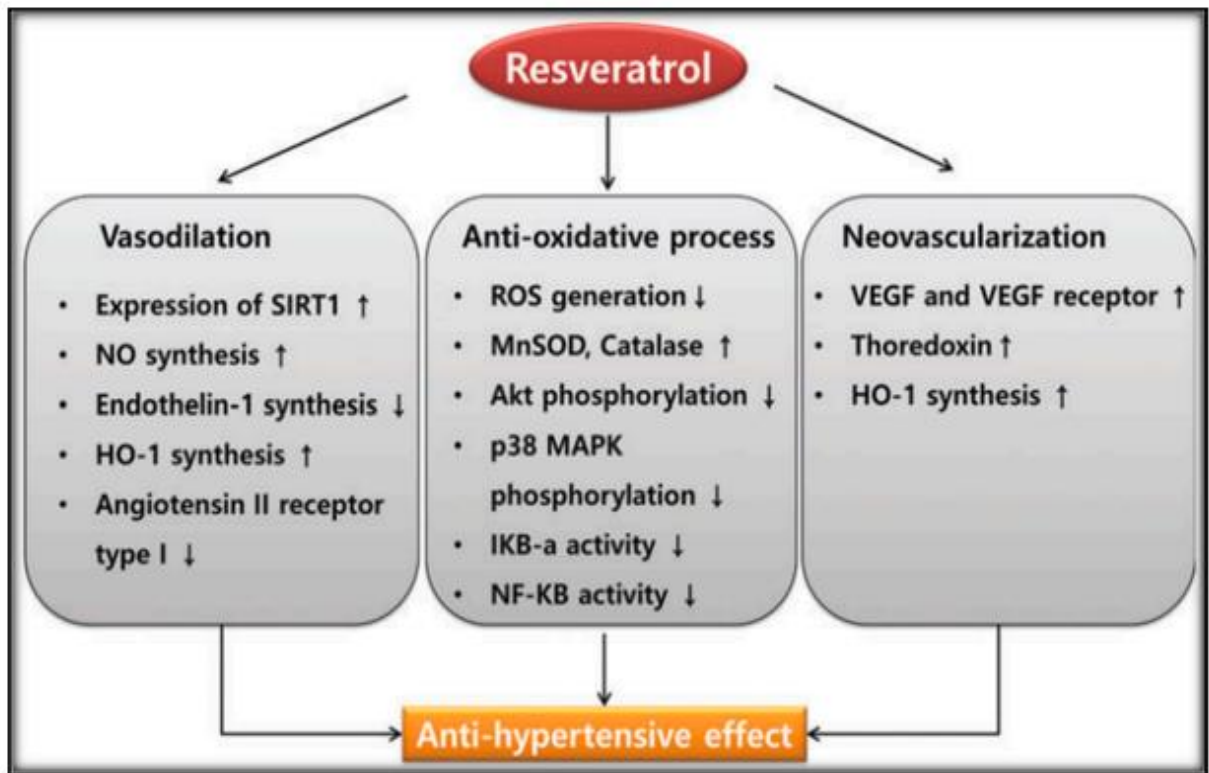 Resveratrol
Vasodilation
• Expression of SIRT1 ↑
• NO synthesis ↑
• Endothelin-1 synthesis ↓
• HO-1 synthesis ↑
• Angiotensin II receptor
type I ↓
Anti-oxidative process
• ROS generation ↓
• MnSOD, Catalase ↑
• Akt phosphorylation ↓
• p38 MAPK
phosphorylation ↓
• IKB-a activity ↓
• NF-KB activity ↓
Neovascularization
• VEGF and VEGF receptor ↑
• Thoredoxin ↑
• HO-1 synthesis ↑
Anti-hypertensive effect